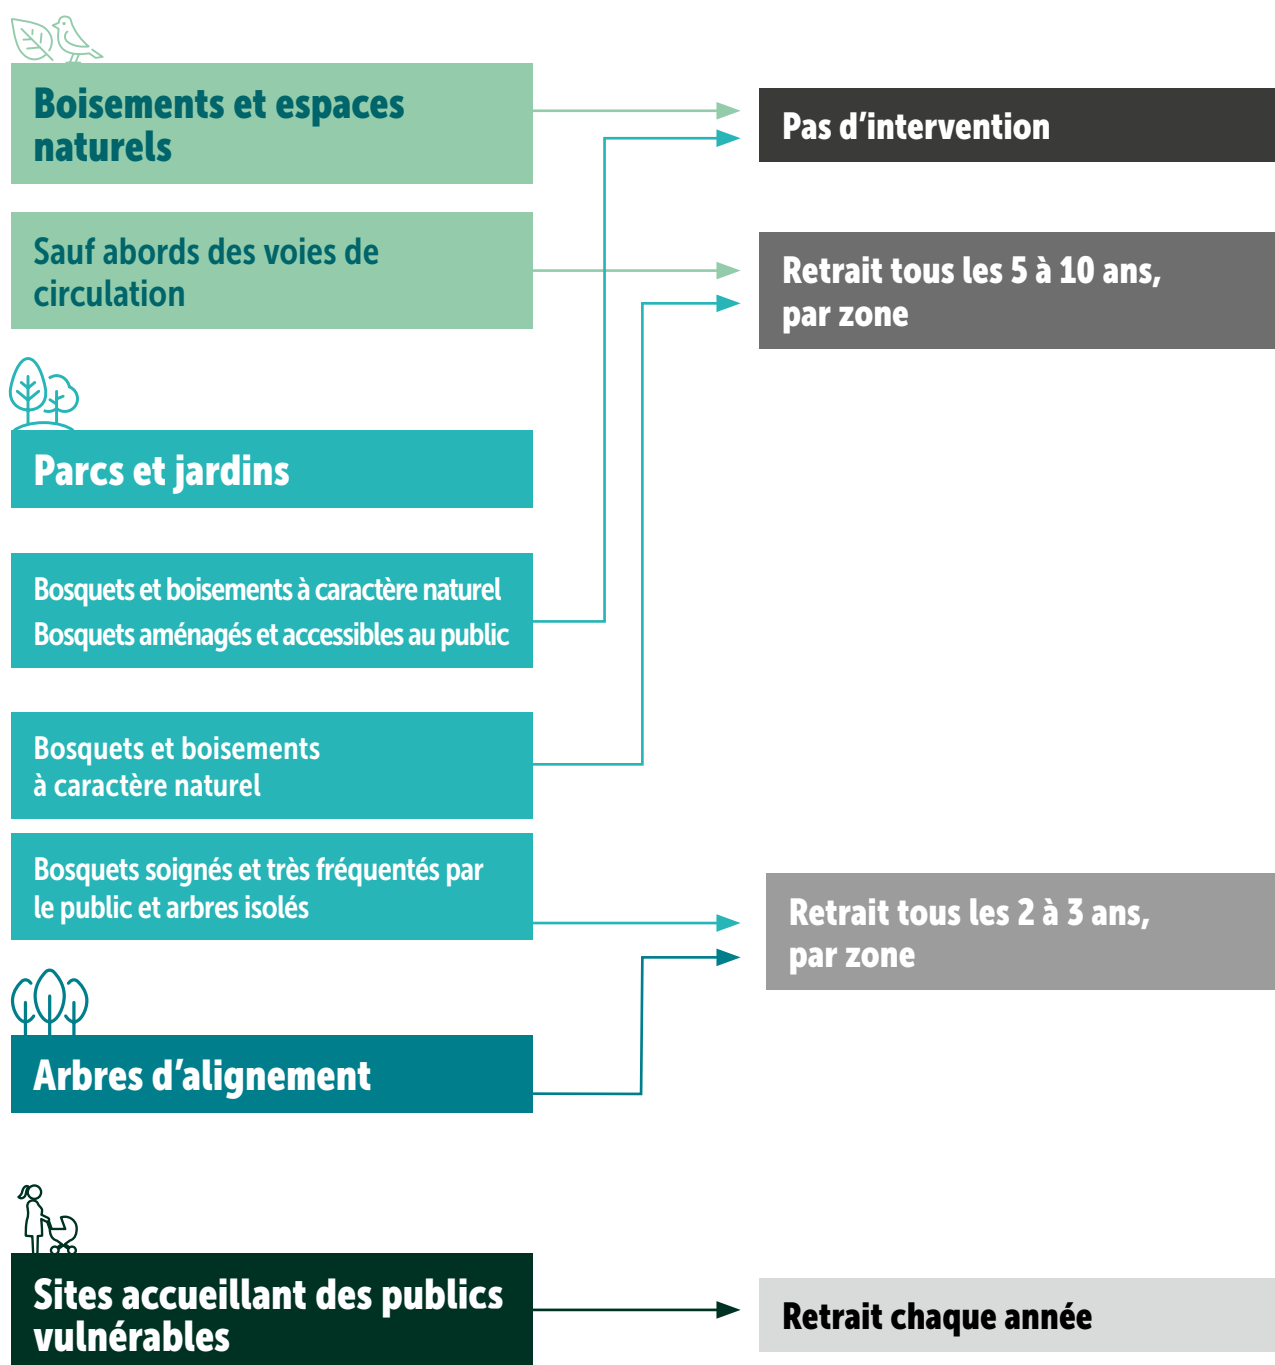 Boisements et espaces
naturels
Pas d’intervention
Sauf abords des voies de
circulation
Retrait tous les 5 à 10 ans,
par zone
Parcs et jardins
Bosquets et boisements à caractère naturel
Bosquets aménagés et accessibles au public
Bosquets et boisements
à caractère naturel
Bosquets soignés et très fréquentés par
le public et arbres isolés
Retrait tous les 2 à 3 ans,
par zone
Arbres d’alignement
Sites accueillant des publics
vulnérables
Retrait chaque année